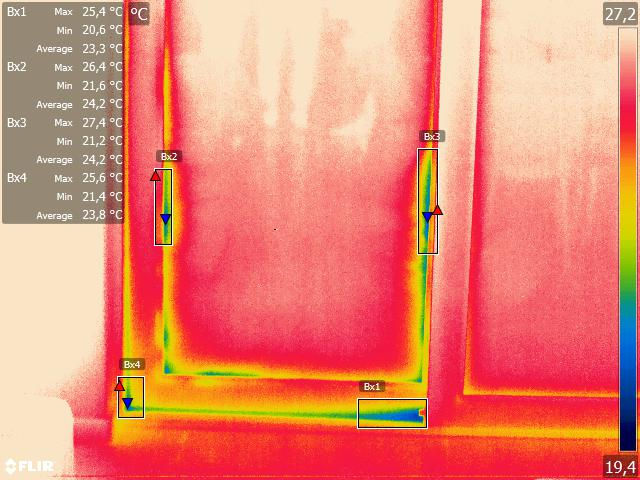 Bx1 Max 25,4 °C
Min 20,6 °C
Average 23,3 °C
Bx2 Max 26,4 °C
Min 21,6 °C
Average 24,2 °C
Bx3 Max 27,4 °C
Min 21,2 °C
Average 24,2 °C
Bx4 Max 25,6 °C
Min 21,4 °C
Average 23,8 °C
°C
27,2
Bx3
Bx2
Bx4
Bx1
FLIR
19,4